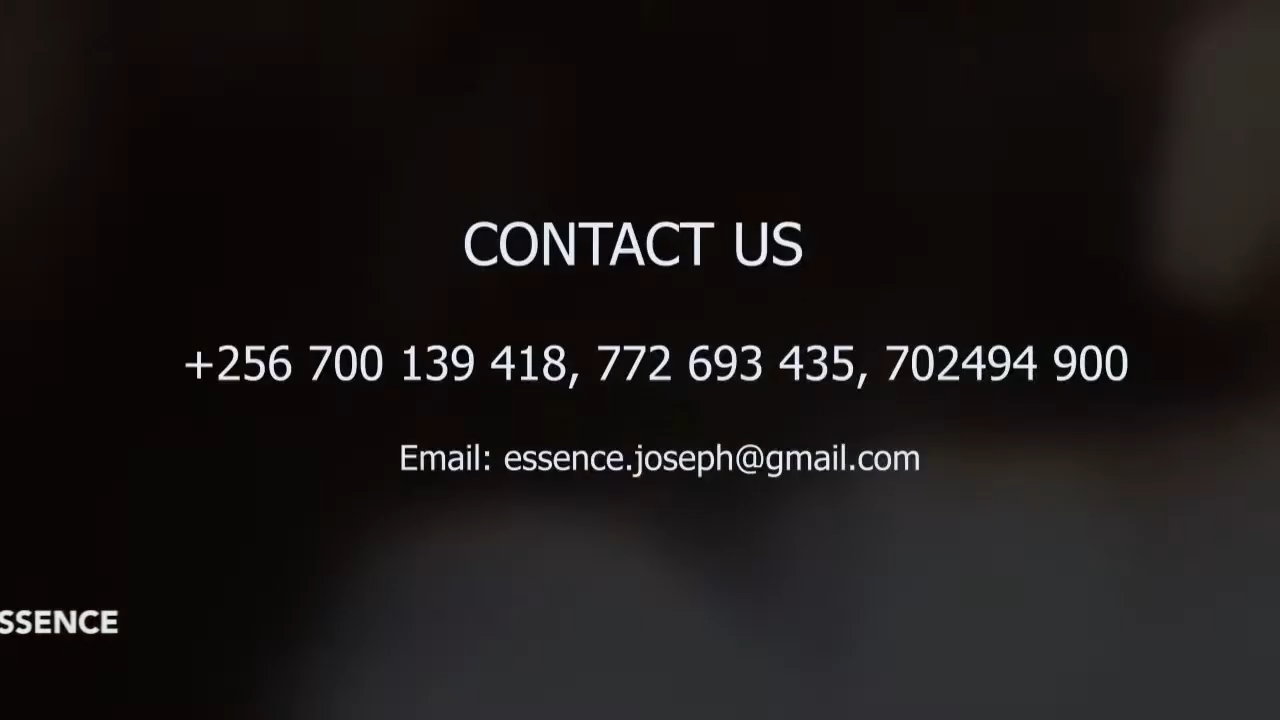 CONTACT US
+256 700 139 418, 772 693 435, 702494 900
Email: essence.joseph@gmail.com
SSENCE